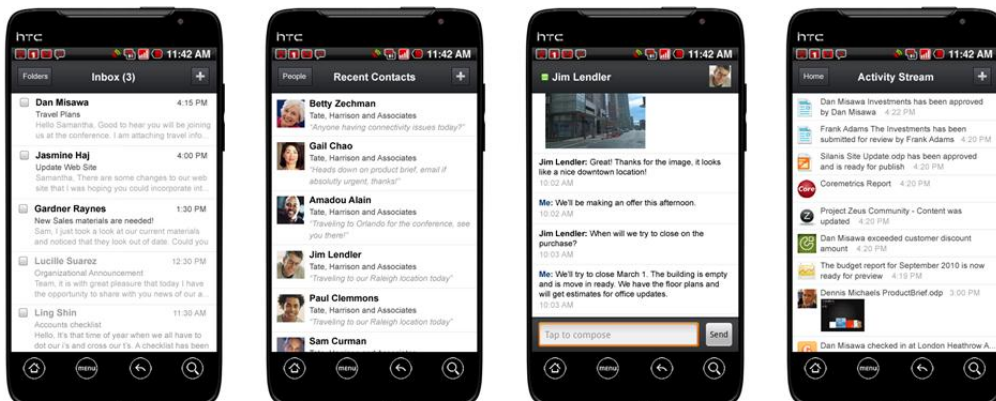 hTC
11:42 AM
Folders
Inbox (3)
+
Dan Misawa 4:15 PM
Travel Plans
Hello Samantha, Good to hear you will be joining
us at the conference. I am attaching travel info...
Jasmine Haj 4:00 PM
Update Web Site
Samantha, There are some changes to our web
site that I was hoping you could incorporate int...
Gardner Raynes 1:30 PM
New Sales materials are needed!
Sam, I just took a look at our current materials
and noticed that they look out of date. Could you
Lucille Suarez 12:30 PM
Organizational Announcement
Team, it is with great pleasure that today I have
the opportunity to share with you news of our a...
Ling Shin 11:30 AM
Accounts checklist
Hello, It's that time of year when we all have to
dot our i's and cross our t's. A checklist has been
menu
hTC
11:42 AM
People
Recent Contacts
+
Betty Zechman
Tate, Harrison and Associates
"Anyone having connectivity issues today?"
Gail Chao
Tate, Harrison and Associates
"Heads down on product brief, email if
absolutly urgent, thanks!"
Amadou Alain
Tate, Harrison and Associates
"Traveling to Orlando for the conference, see
you there!"
Jim Lendler
Tate, Harrison and Associates
"Traveling to our Raleigh location today"
Paul Clemmons
Tate, Harrison and Associates
"Traveling to our Raleigh location today"
Sam Curman
Tate, Harrison and Associates
menu
hTC
11:42 AM
Jim Lendler
Jim Lendler: Great! Thanks for the image, it looks
like a nice downtown location!
10:02 AM
Me: We'll be making an offer this afternoon.
10:02 AM
Jim Lendler: When will we try to close on the
purchase?
10:03 AM
Me: We'll try to close March 1. The building is empty
and is move in ready. We have the floor plans and
will get estimates for office updates.
10:03 AM
Tap to compose
Send
menu
hTC
11:42 AM
Home
Activity Stream
+
Dan Misawa Investments has been approved
by Dan Misawa 4:22 PM
Frank Adams The Investments has been
submitted for review by Frank Adams 4:20 PM
Silanis Site Update.odp has been approved
and is ready for publish 4:20 PM
Core
Coremetrics Report 4:20 PM
Project Zeus Community - Content was
updated 4:20 PM
Dan Misawa exceeded customer discount
amount 4:20 PM
The budget report for September 2010 is now
ready for preview 4:19 PM
Dennis Michaels ProductBrief.odp 3:00 PM
Dan Misawa checked in at London Heathrow A...
menu